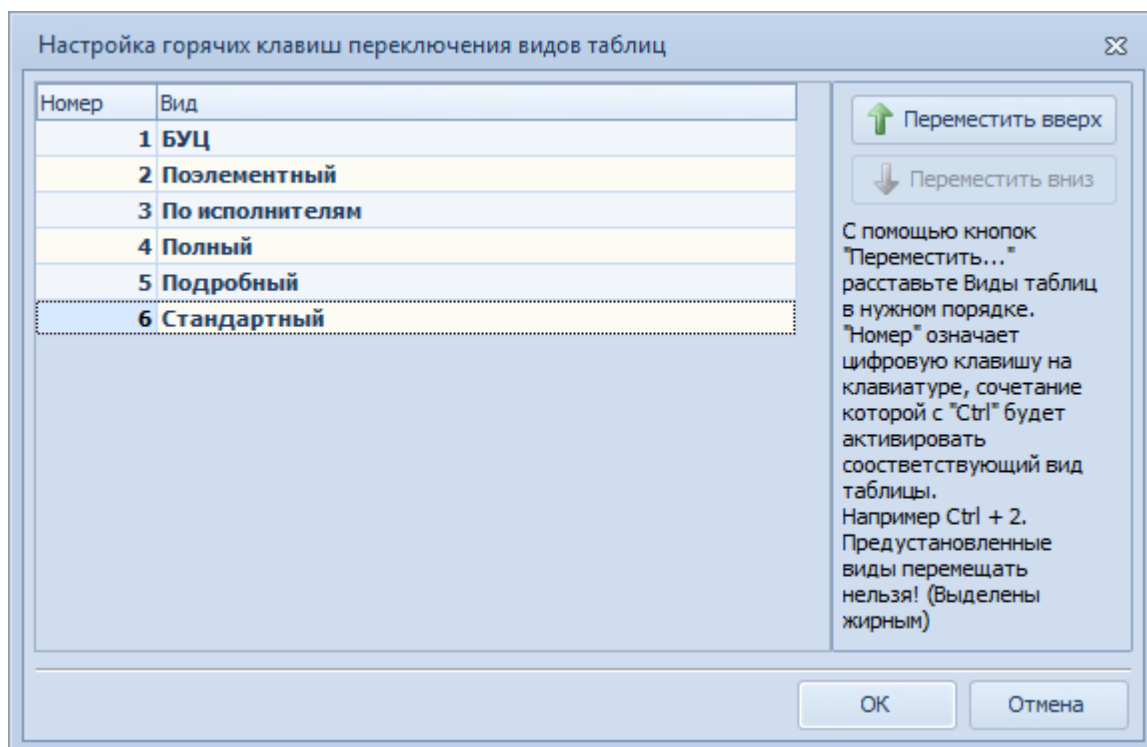 Настройка горячих клавиш переключения видов таблиц
Номер Вид
1 БУЦ
2 Поэлементный
3 По исполнителям
4 Полный
5 Подробный
6 Стандартный
Переместить вверх
Переместить вниз
С помощью кнопок
"Переместить..."
расставьте Виды таблиц
в нужном порядке.
"Номер" означает
цифровую клавишу на
клавиатуре, сочетание
которой с "Ctrl" будет
активировать
соостветствующий вид
таблицы.
Например Ctrl + 2.
Предустановленные
виды перемещать
нельзя! (Выделены
жирным)
ОК Отмена